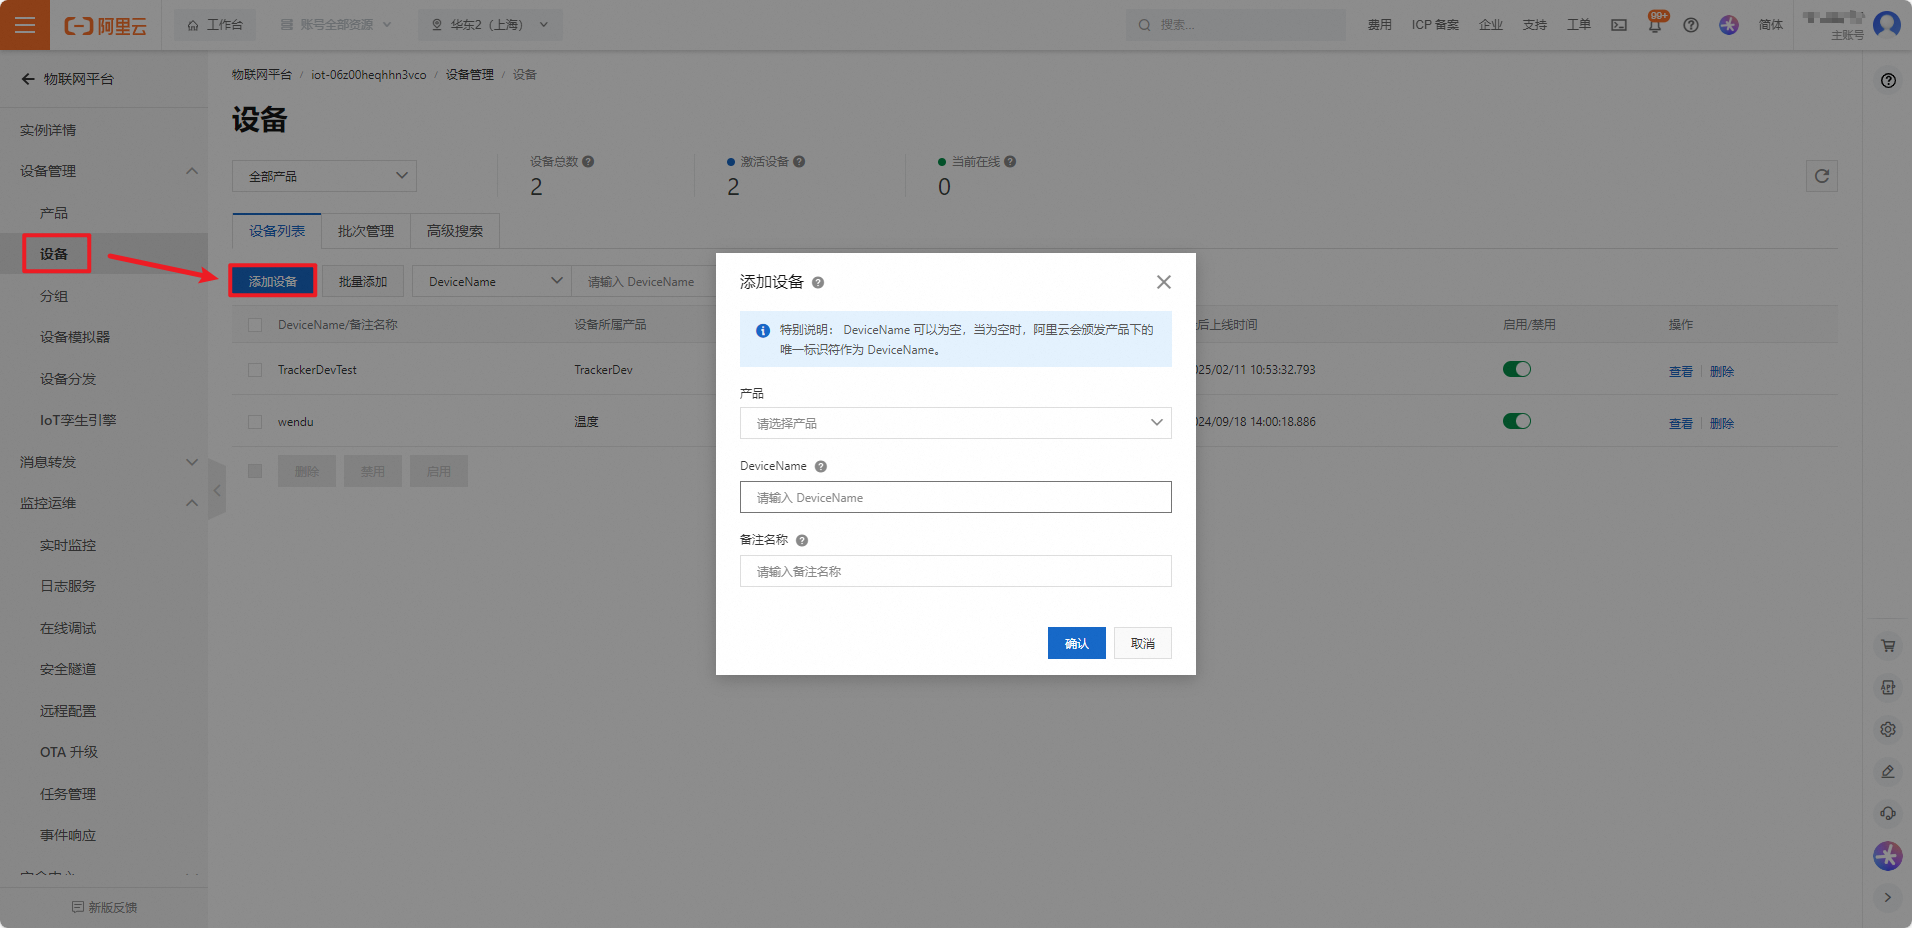 阿里云
工作台
账号全部资源
华东2（上海）
搜索...
费用
ICP 备案
企业
支持
工单
99+
简体
主账号
物联网平台
物联网平台 / iot-06z00heqhhn3vco / 设备管理 / 设备
设备
实例详情
设备管理
产品
设备
分组
设备模拟器
设备分发
IoT孪生引擎
消息转发
监控运维
实时监控
日志服务
在线调试
安全隧道
远程配置
OTA 升级
任务管理
事件响应
新版反馈
全部产品
设备总数
2
激活设备
2
当前在线
0
设备列表
批次管理
高级搜索
添加设备
批量添加
DeviceName
请输入 DeviceName
DeviceName/备注名称
设备所属产品
后上线时间
启用/禁用
操作
TrackerDevTest
TrackerDev
25/02/11 10:53:32.793
查看
删除
wendu
温度
24/09/18 14:00:18.886
查看
删除
删除
禁用
启用
添加设备
特别说明： DeviceName 可以为空，当为空时，阿里云会颁发产品下的
唯一标识符作为 DeviceName。
产品
请选择产品
DeviceName
请输入 DeviceName
备注名称
请输入备注名称
确认
取消